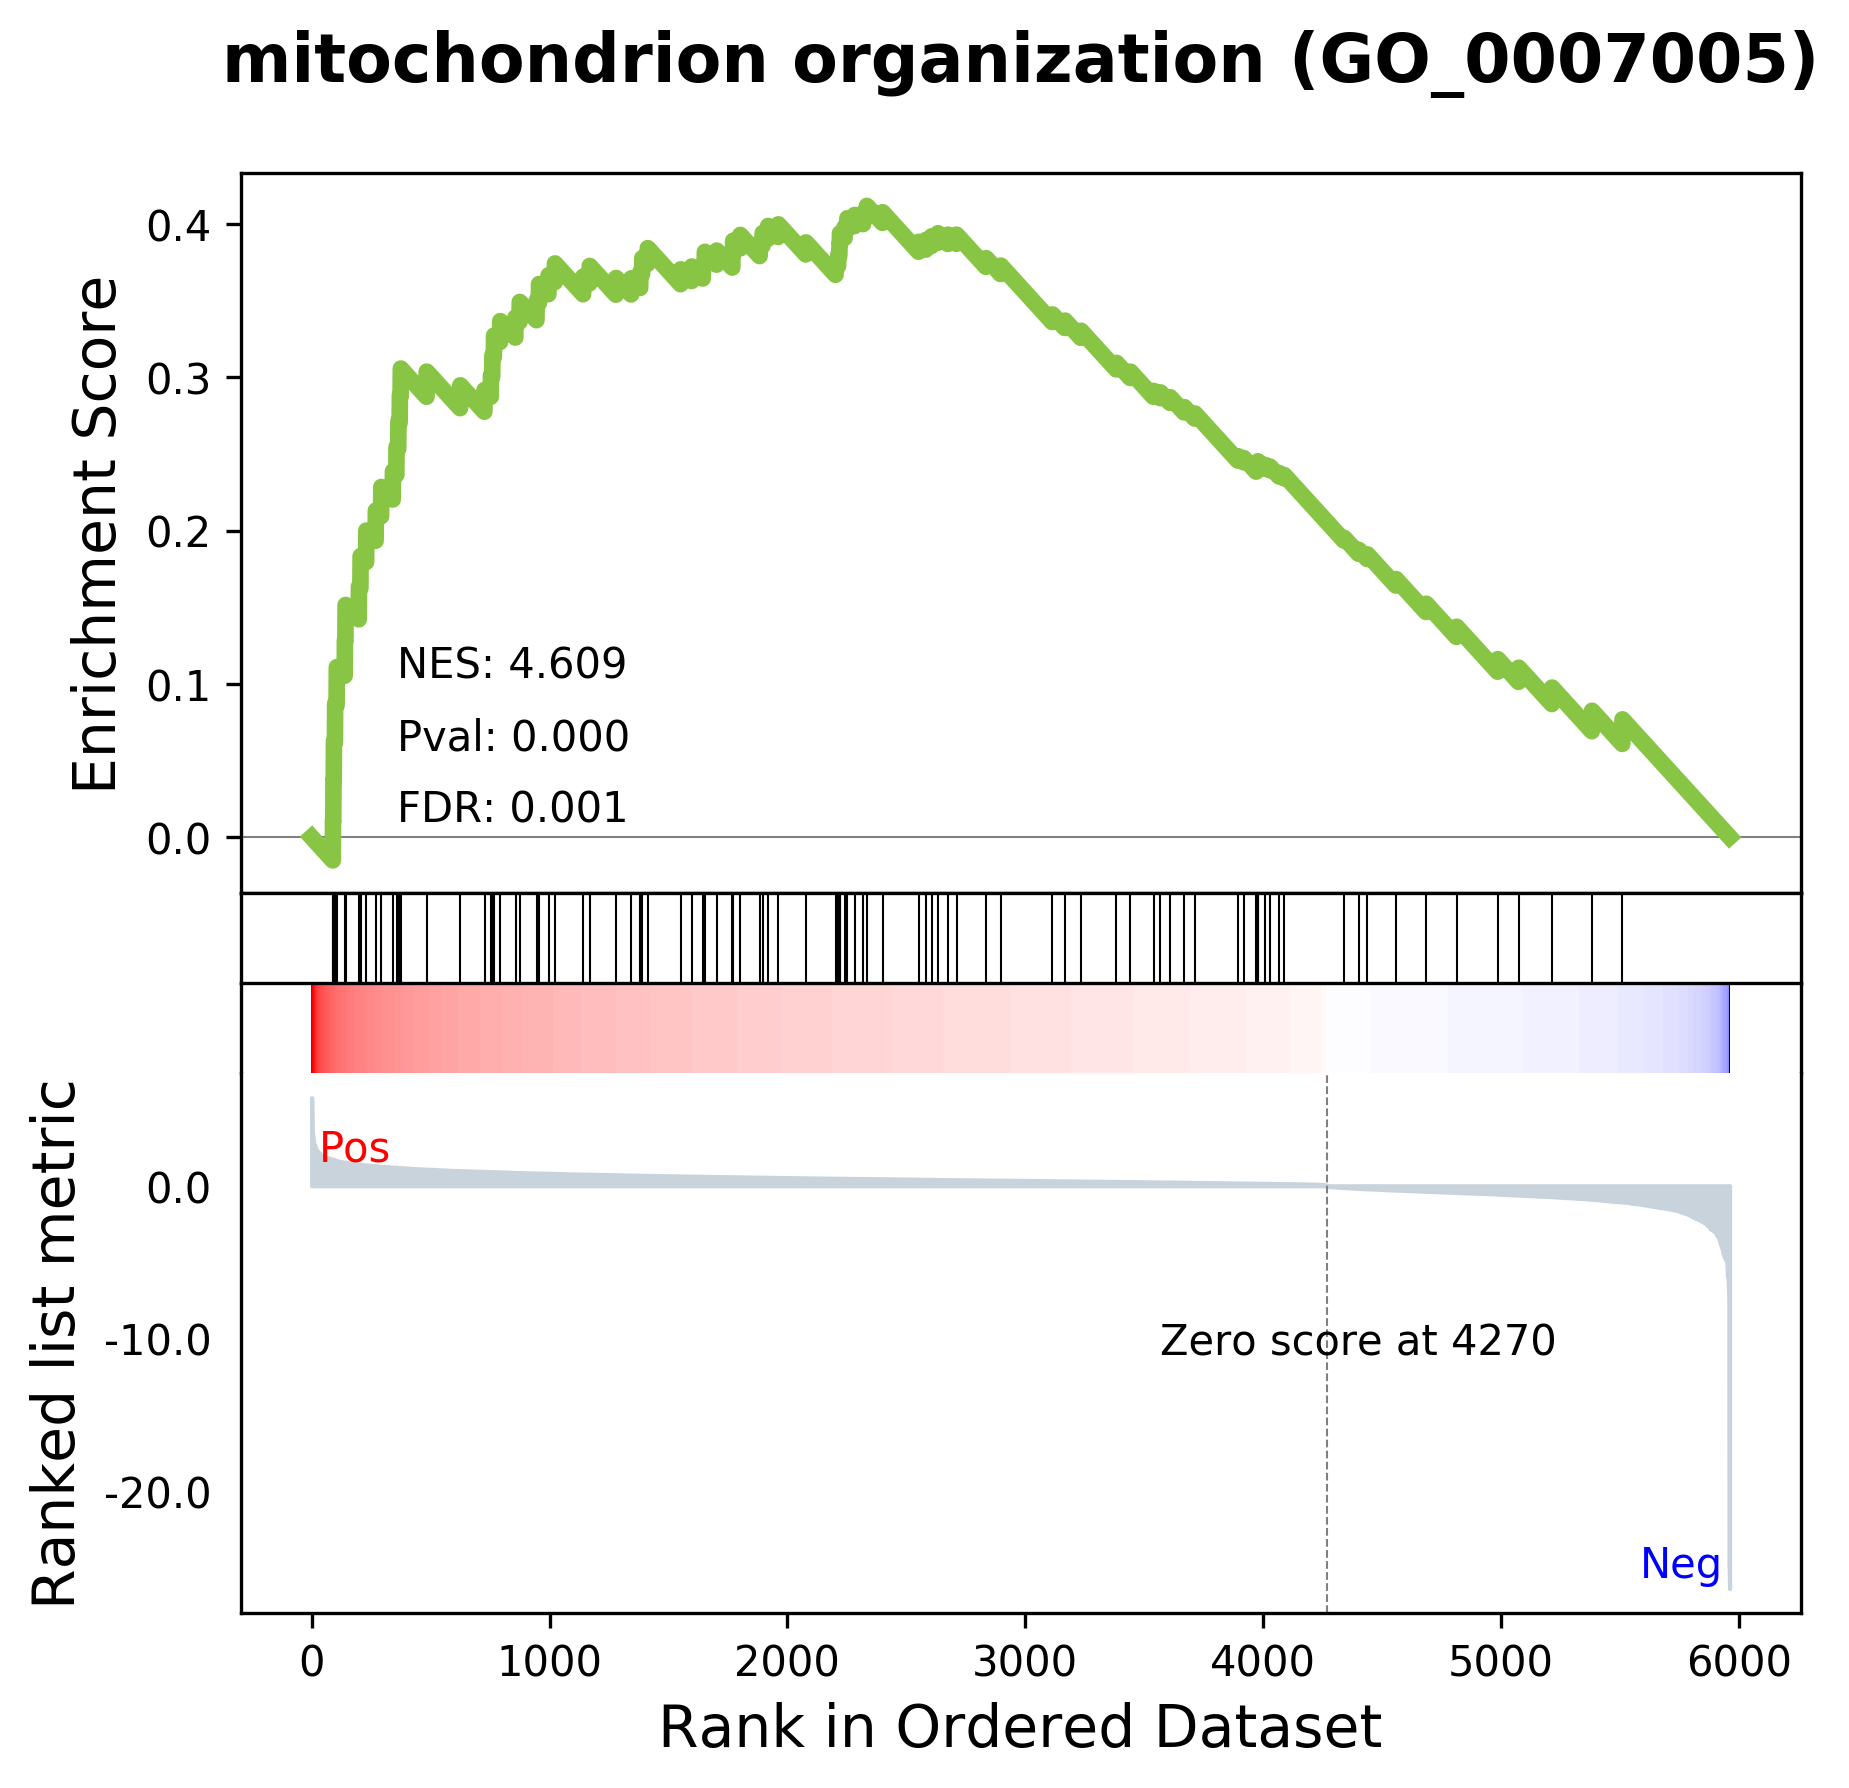 mitochondrion organization (GO_0007005)
Enrichment Score
0.4
0.3
0.2
0.1
0.0
NES: 4.609
Pval: 0.000
FDR: 0.001
Ranked list metric
0.0
-10.0
-20.0
Pos
Zero score at 4270
Neg
0 1000 2000 3000 4000 5000 6000
Rank in Ordered Dataset